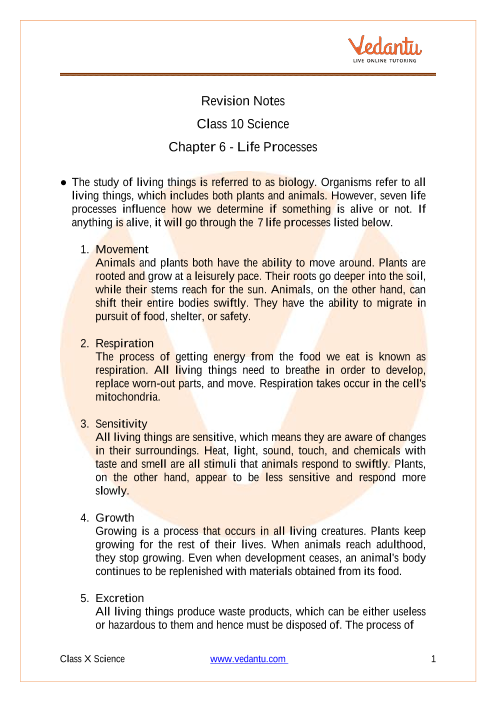 Vedantu
LIVE ONLINE TUTORING
Revision Notes
Class 10 Science
Chapter 6 - Life Processes
● The study of living things is referred to as biology. Organisms refer to all
living things, which includes both plants and animals. However, seven life
processes influence how we determine if something is alive or not. If
anything is alive, it will go through the 7 life processes listed below.
1. Movement
Animals and plants both have the ability to move around. Plants are
rooted and grow at a leisurely pace. Their roots go deeper into the soil,
while their stems reach for the sun. Animals, on the other hand, can
shift their entire bodies swiftly. They have the ability to migrate in
pursuit of food, shelter, or safety.
2. Respiration
The process of getting energy from the food we eat is known as
respiration. All living things need to breathe in order to develop,
replace worn-out parts, and move. Respiration takes occur in the cell's
mitochondria.
3. Sensitivity
All living things are sensitive, which means they are aware of changes
in their surroundings. Heat, light, sound, touch, and chemicals with
taste and smell are all stimuli that animals respond to swiftly. Plants,
on the other hand, appear to be less sensitive and respond more
slowly.
4. Growth
Growing is a process that occurs in all living creatures. Plants keep
growing for the rest of their lives. When animals reach adulthood,
they stop growing. Even when development ceases, an animal's body
continues to be replenished with materials obtained from its food.
5. Excretion
All living things produce waste products, which can be either useless
or hazardous to them and hence must be disposed of. The process of
Class X Science www.vedantu.com 1